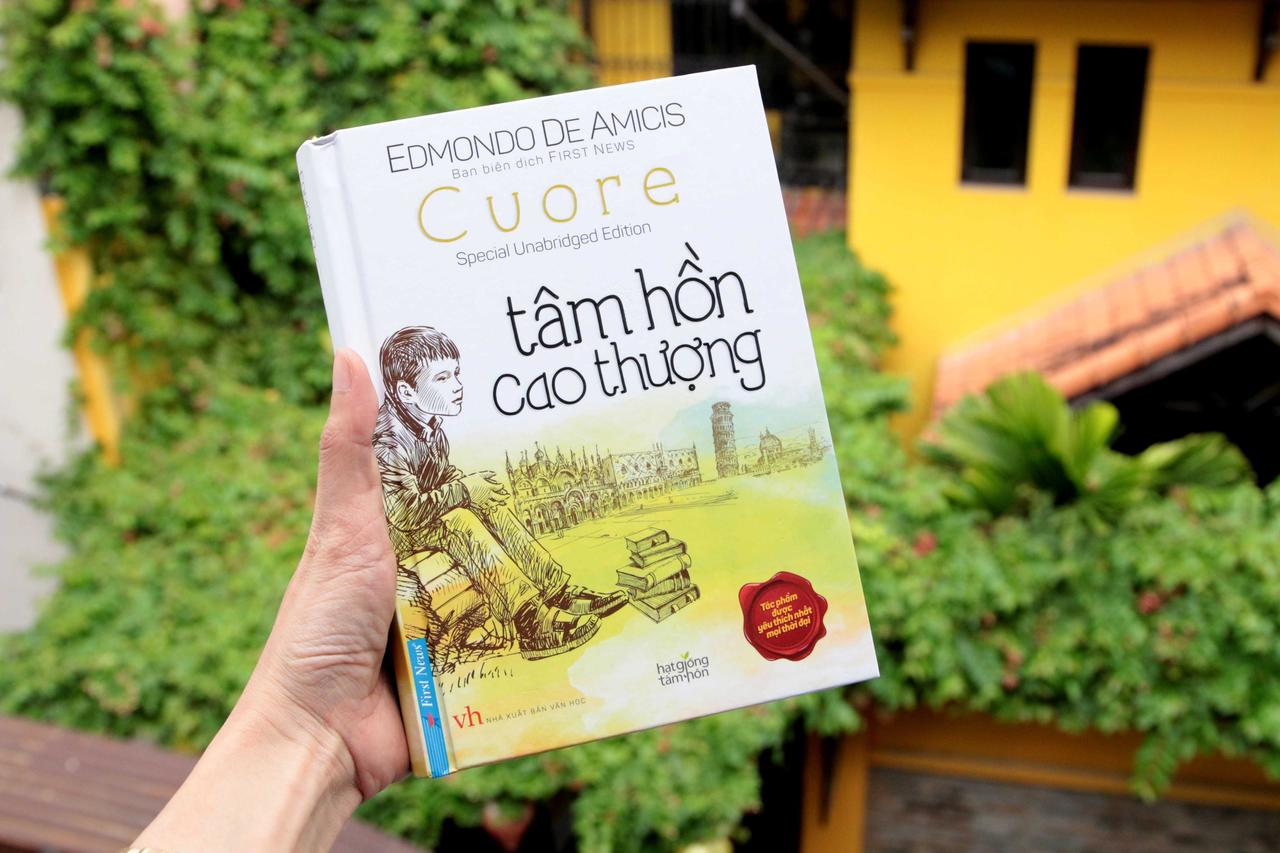 EDMONDO DE AMICIS
Ban biên dịch FIRST NEWS
Cuore
Special Unabridged Edition
tâm hồn
cao thượng
Tác phẩm
được
yêu thích nhất
mọi thời đại
hạt giống
tâm hồn
First News
vh NHÀ XUẤT BẢN VĂN HỌC